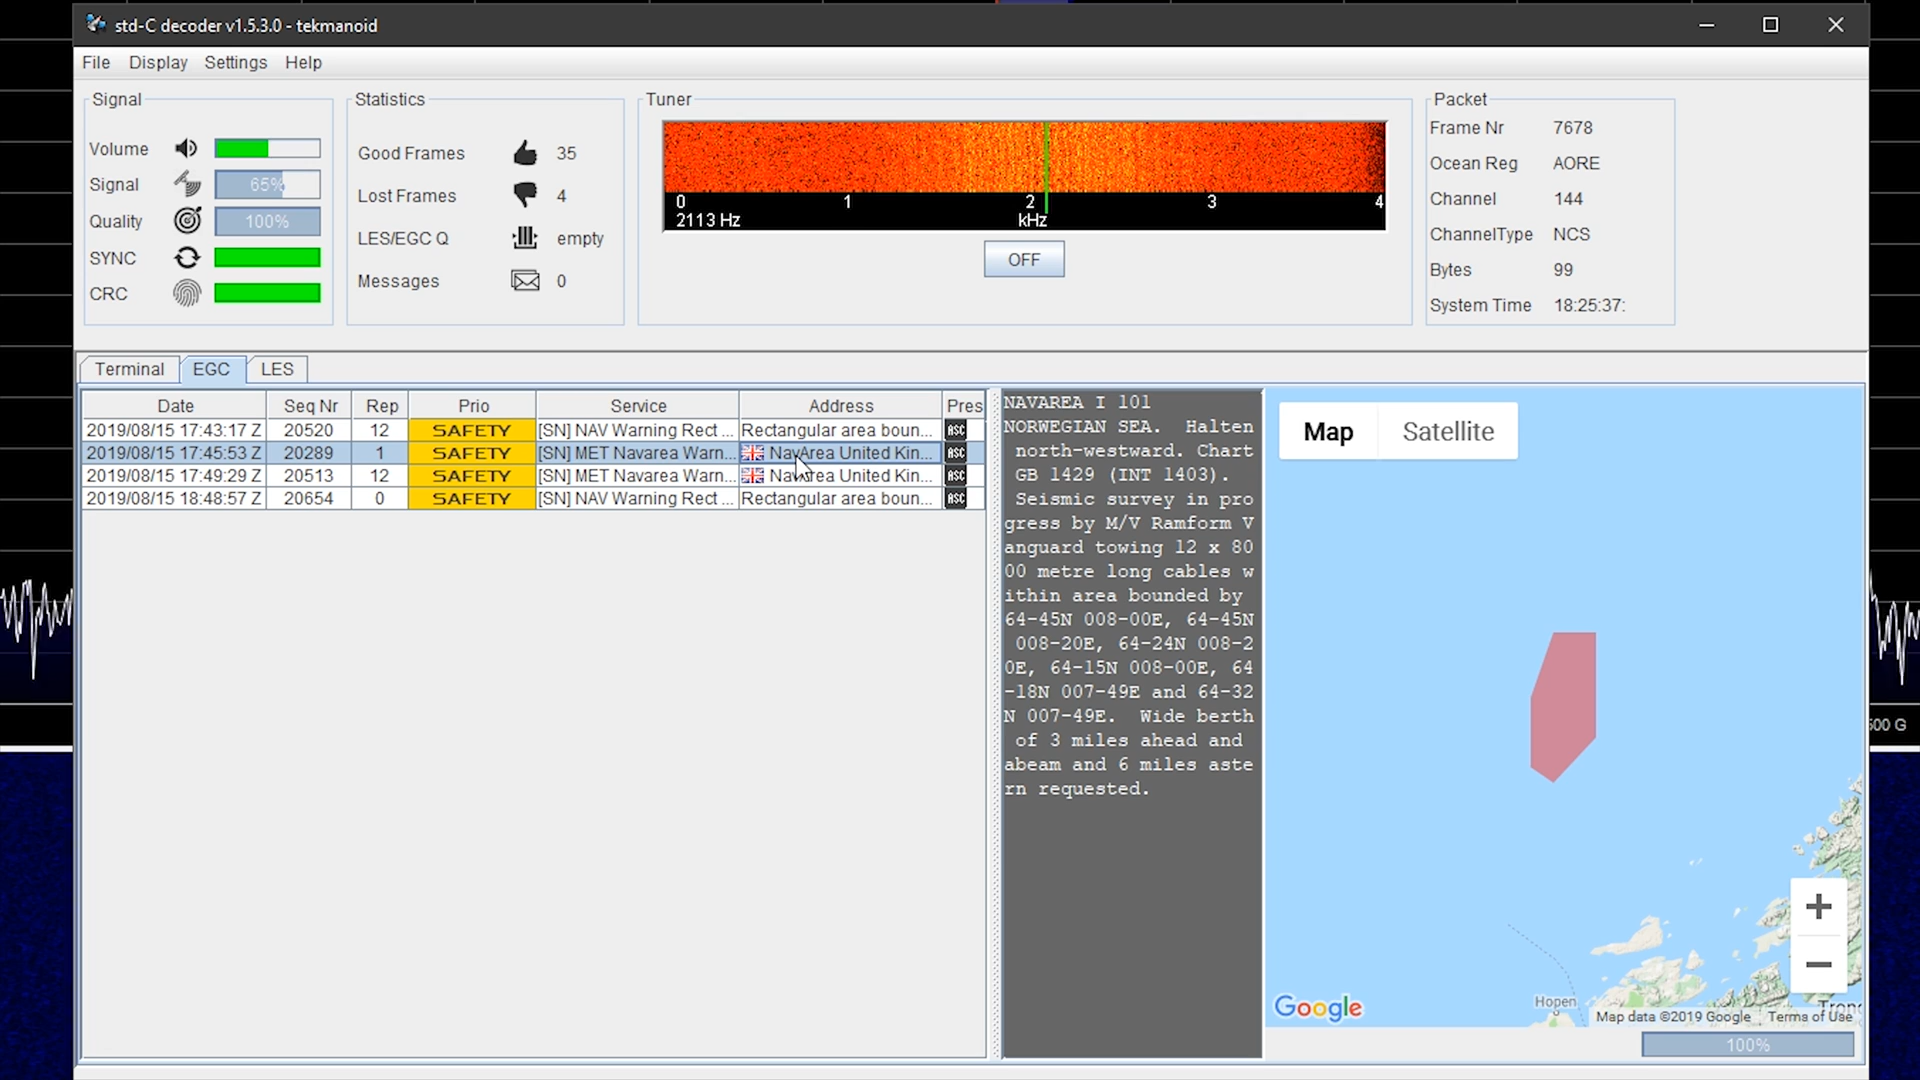 std-C decoder v1.5.3.0 - tekmanoid
File Display Settings Help
Signal
Volume
Signal 65%
Quality 100%
SYNC
CRC
Statistics
Good Frames 35
Lost Frames 4
LES/EGC Q empty
Messages 0
Tuner
0 1 2 3 4
2113 Hz kHz
OFF
Packet
Frame Nr 7678
Ocean Reg AORE
Channel 144
ChannelType NCS
Bytes 99
System Time 18:25:37:
Terminal EGC LES
Date Seq Nr Rep Prio Service Address Pres
2019/08/15 17:43:17 Z 20520 12 SAFETY [SN] NAV Warning Rect ... Rectangular area boun... ASC
2019/08/15 17:45:53 Z 20289 1 SAFETY [SN] MET Navarea Warn... NavArea United Kin... ASC
2019/08/15 17:49:29 Z 20513 12 SAFETY [SN] MET Navarea Warn... NavArea United Kin... ASC
2019/08/15 18:48:57 Z 20654 0 SAFETY [SN] NAV Warning Rect ... Rectangular area boun... ASC
NAVAREA I 101
NORWEGIAN SEA.  Halten
north-westward. Chart
GB 1429 (INT 1403).
Seismic survey in pro
gress by M/V Ramform V
anguard towing 12 x 80
00 metre long cables w
ithin area bounded by
64-45N 008-00E, 64-45N
008-20E, 64-24N 008-2
0E, 64-15N 008-00E, 64
-18N 007-49E and 64-32
N 007-49E.  Wide berth
of 3 miles ahead and
abeam and 6 miles aste
rn requested.
Map Satellite
Hopen
Google
Map data ©2019 Google Terms of Use
100%
500 G